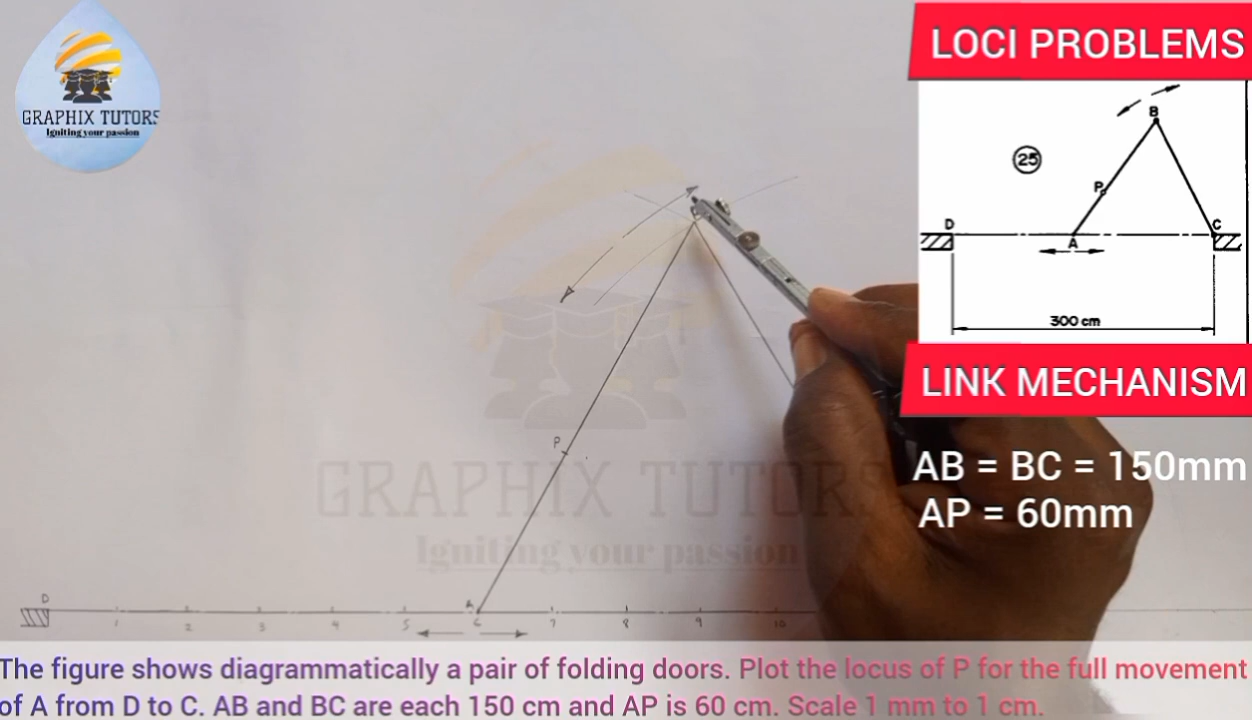 GRAPHIX TUTORS
Igniting your passion
LOCI PROBLEMS
B
25
P
D
C
A
300 cm
LINK MECHANISM
AB = BC = 150mm
AP = 60mm
P
GRAPHIX TUTORS
Igniting your passion
D
A
1 2 3 4 5 6 7 8 9 10
The figure shows diagrammatically a pair of folding doors. Plot the locus of P for the full movement
of A from D to C. AB and BC are each 150 cm and AP is 60 cm. Scale 1 mm to 1 cm.